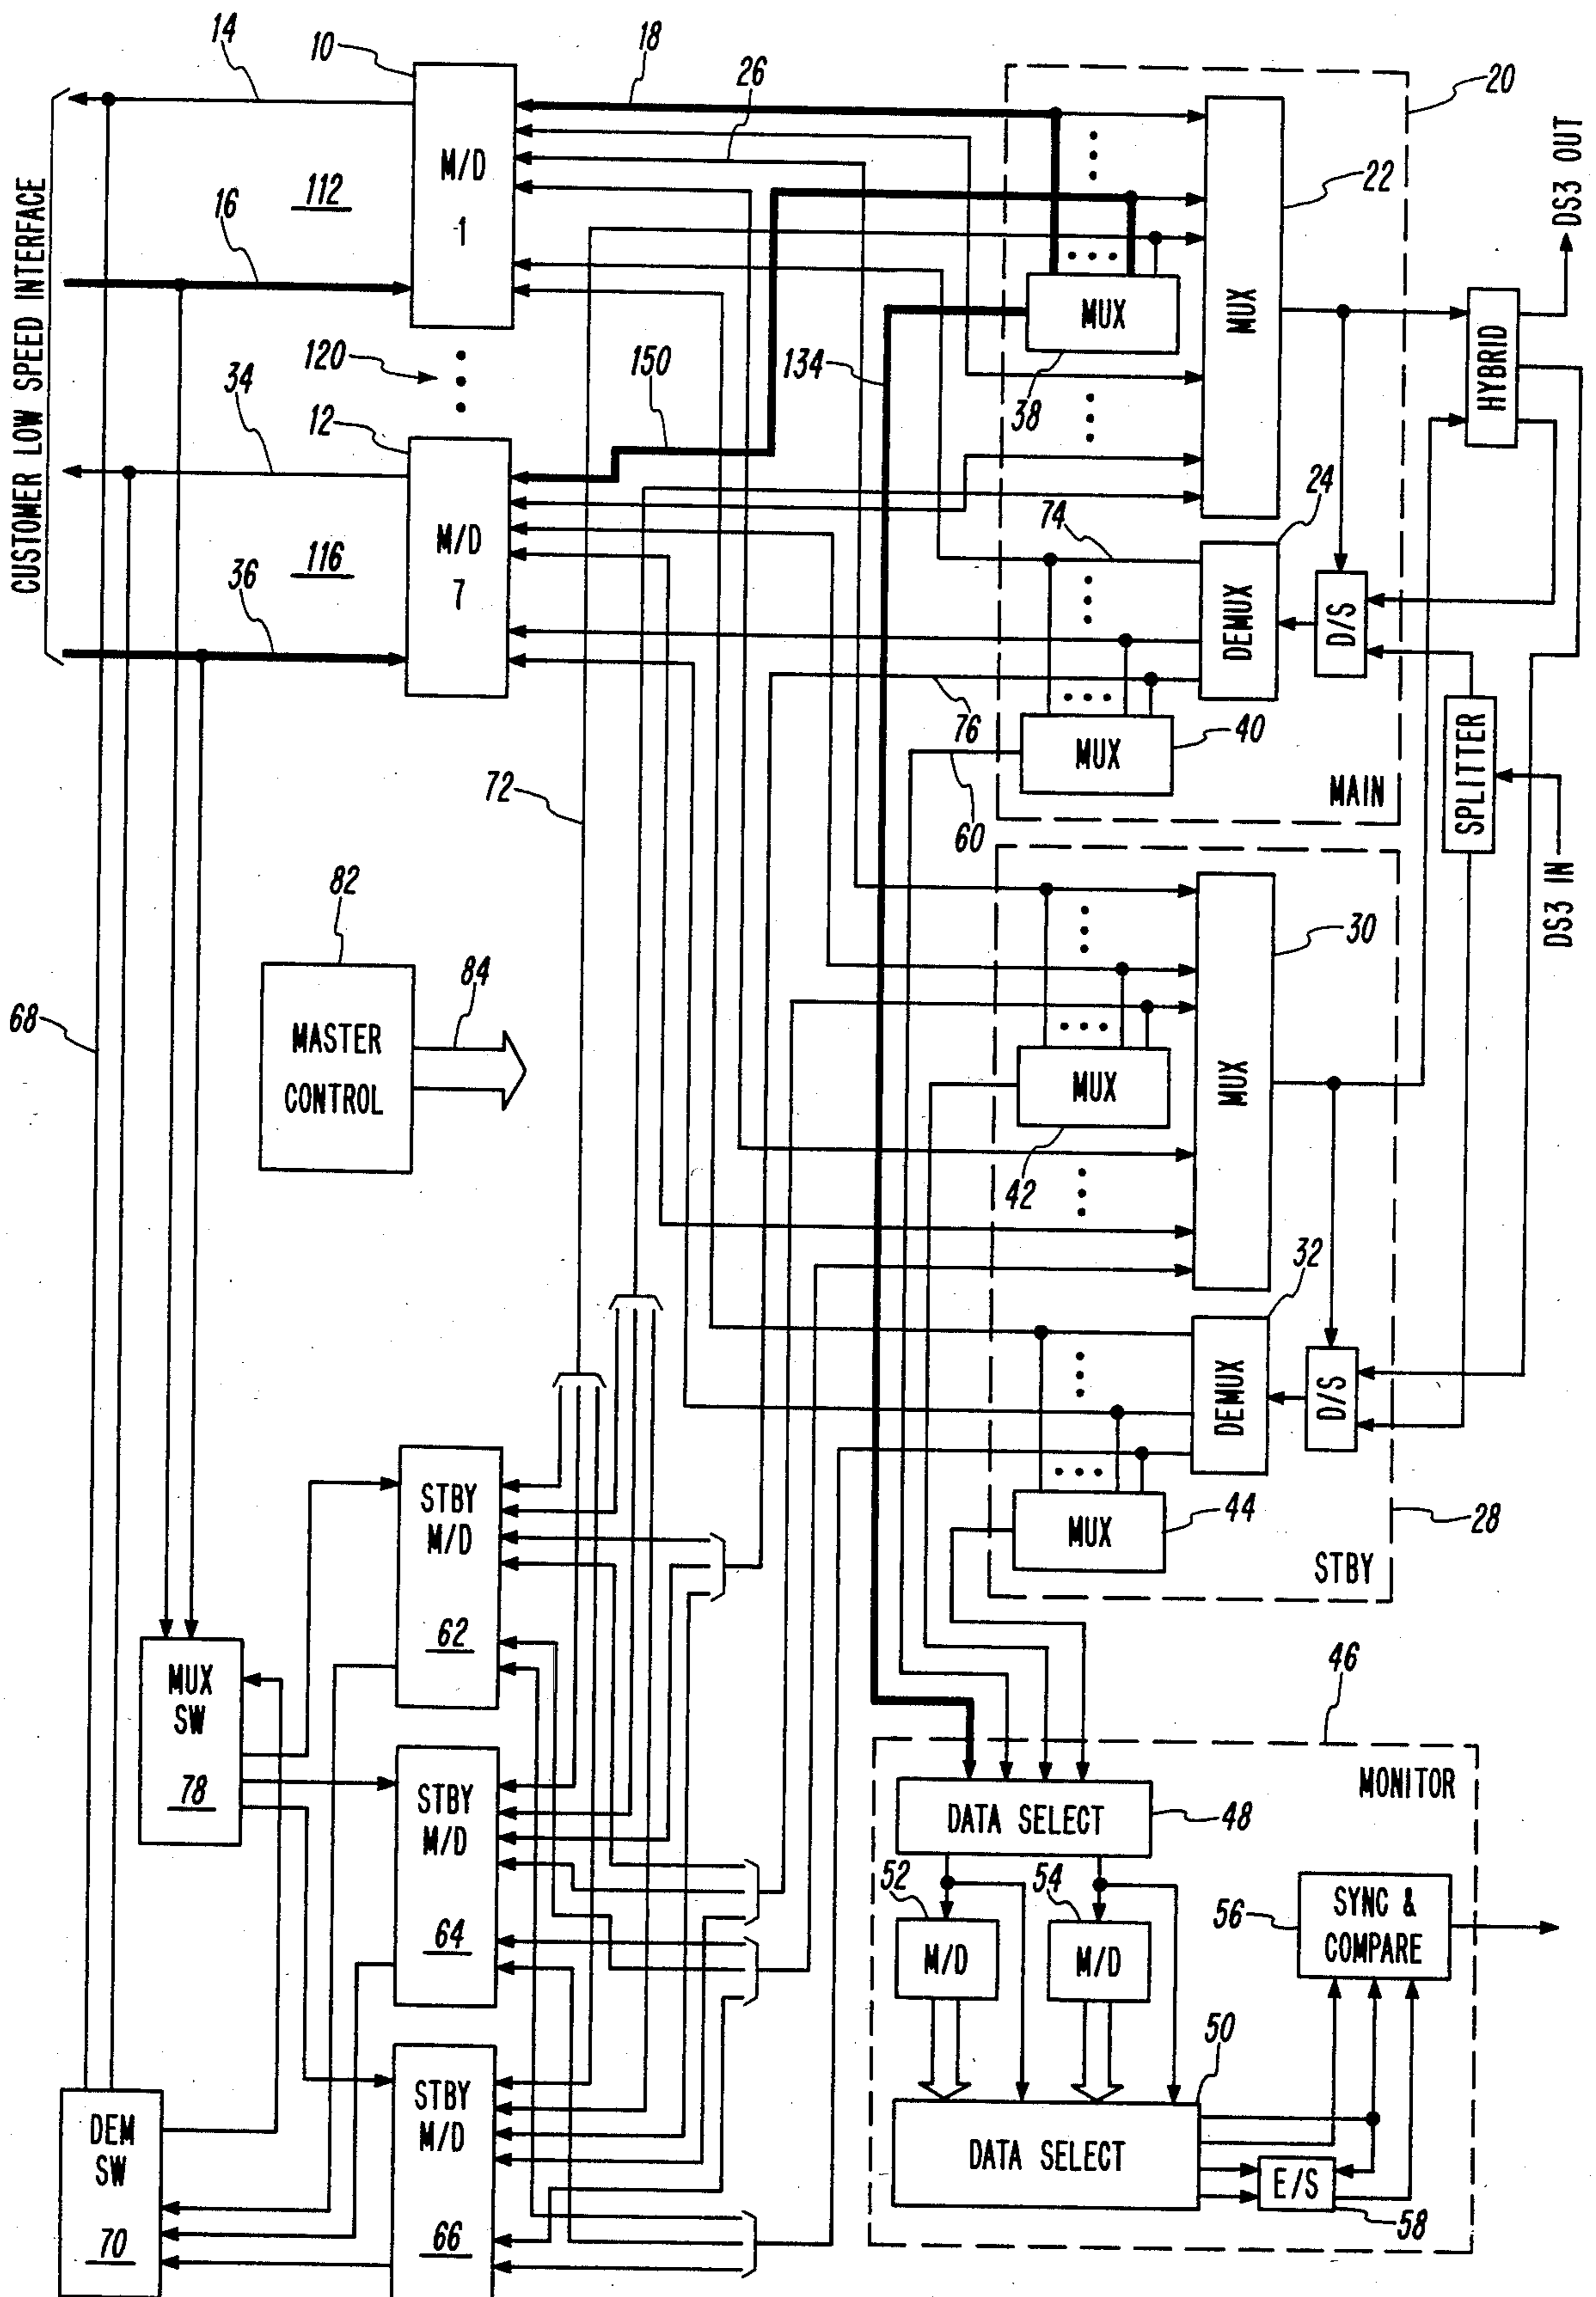 14
10
18
26
20
DS3 OUT
CUSTOMER LOW SPEED INTERFACE
16
112
M/D
1
22
MUX
MUX
38
HYBRID
120
34
12
150
134
M/D
7
116
36
74
24
DEMUX
D/S
76
MUX
40
60
MAIN
SPLITTER
DS3 IN
72
82
84
MASTER
CONTROL
68
30
MUX
MUX
42
32
DEMUX
D/S
MUX
44
28
STBY
STBY
M/D
62
MUX
SW
78
STBY
M/D
64
46
MONITOR
DATA SELECT
48
52
54
M/D
M/D
56
SYNC &
COMPARE
50
DATA SELECT
E/S
58
DEM
SW
70
STBY
M/D
66